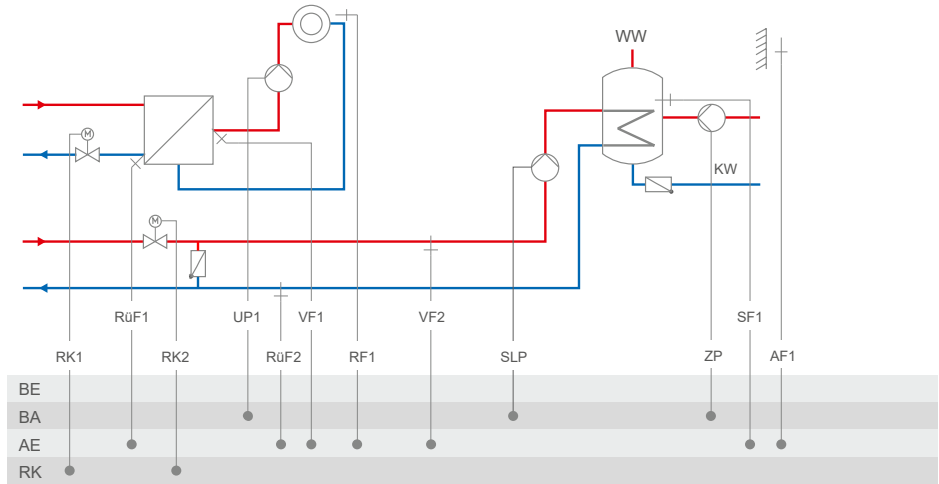 WW
M
KW
M
RüF1 UP1 VF1 VF2 SF1
RK1 RK2 RüF2 RF1 SLP ZP AF1
BE
BA
AE
RK